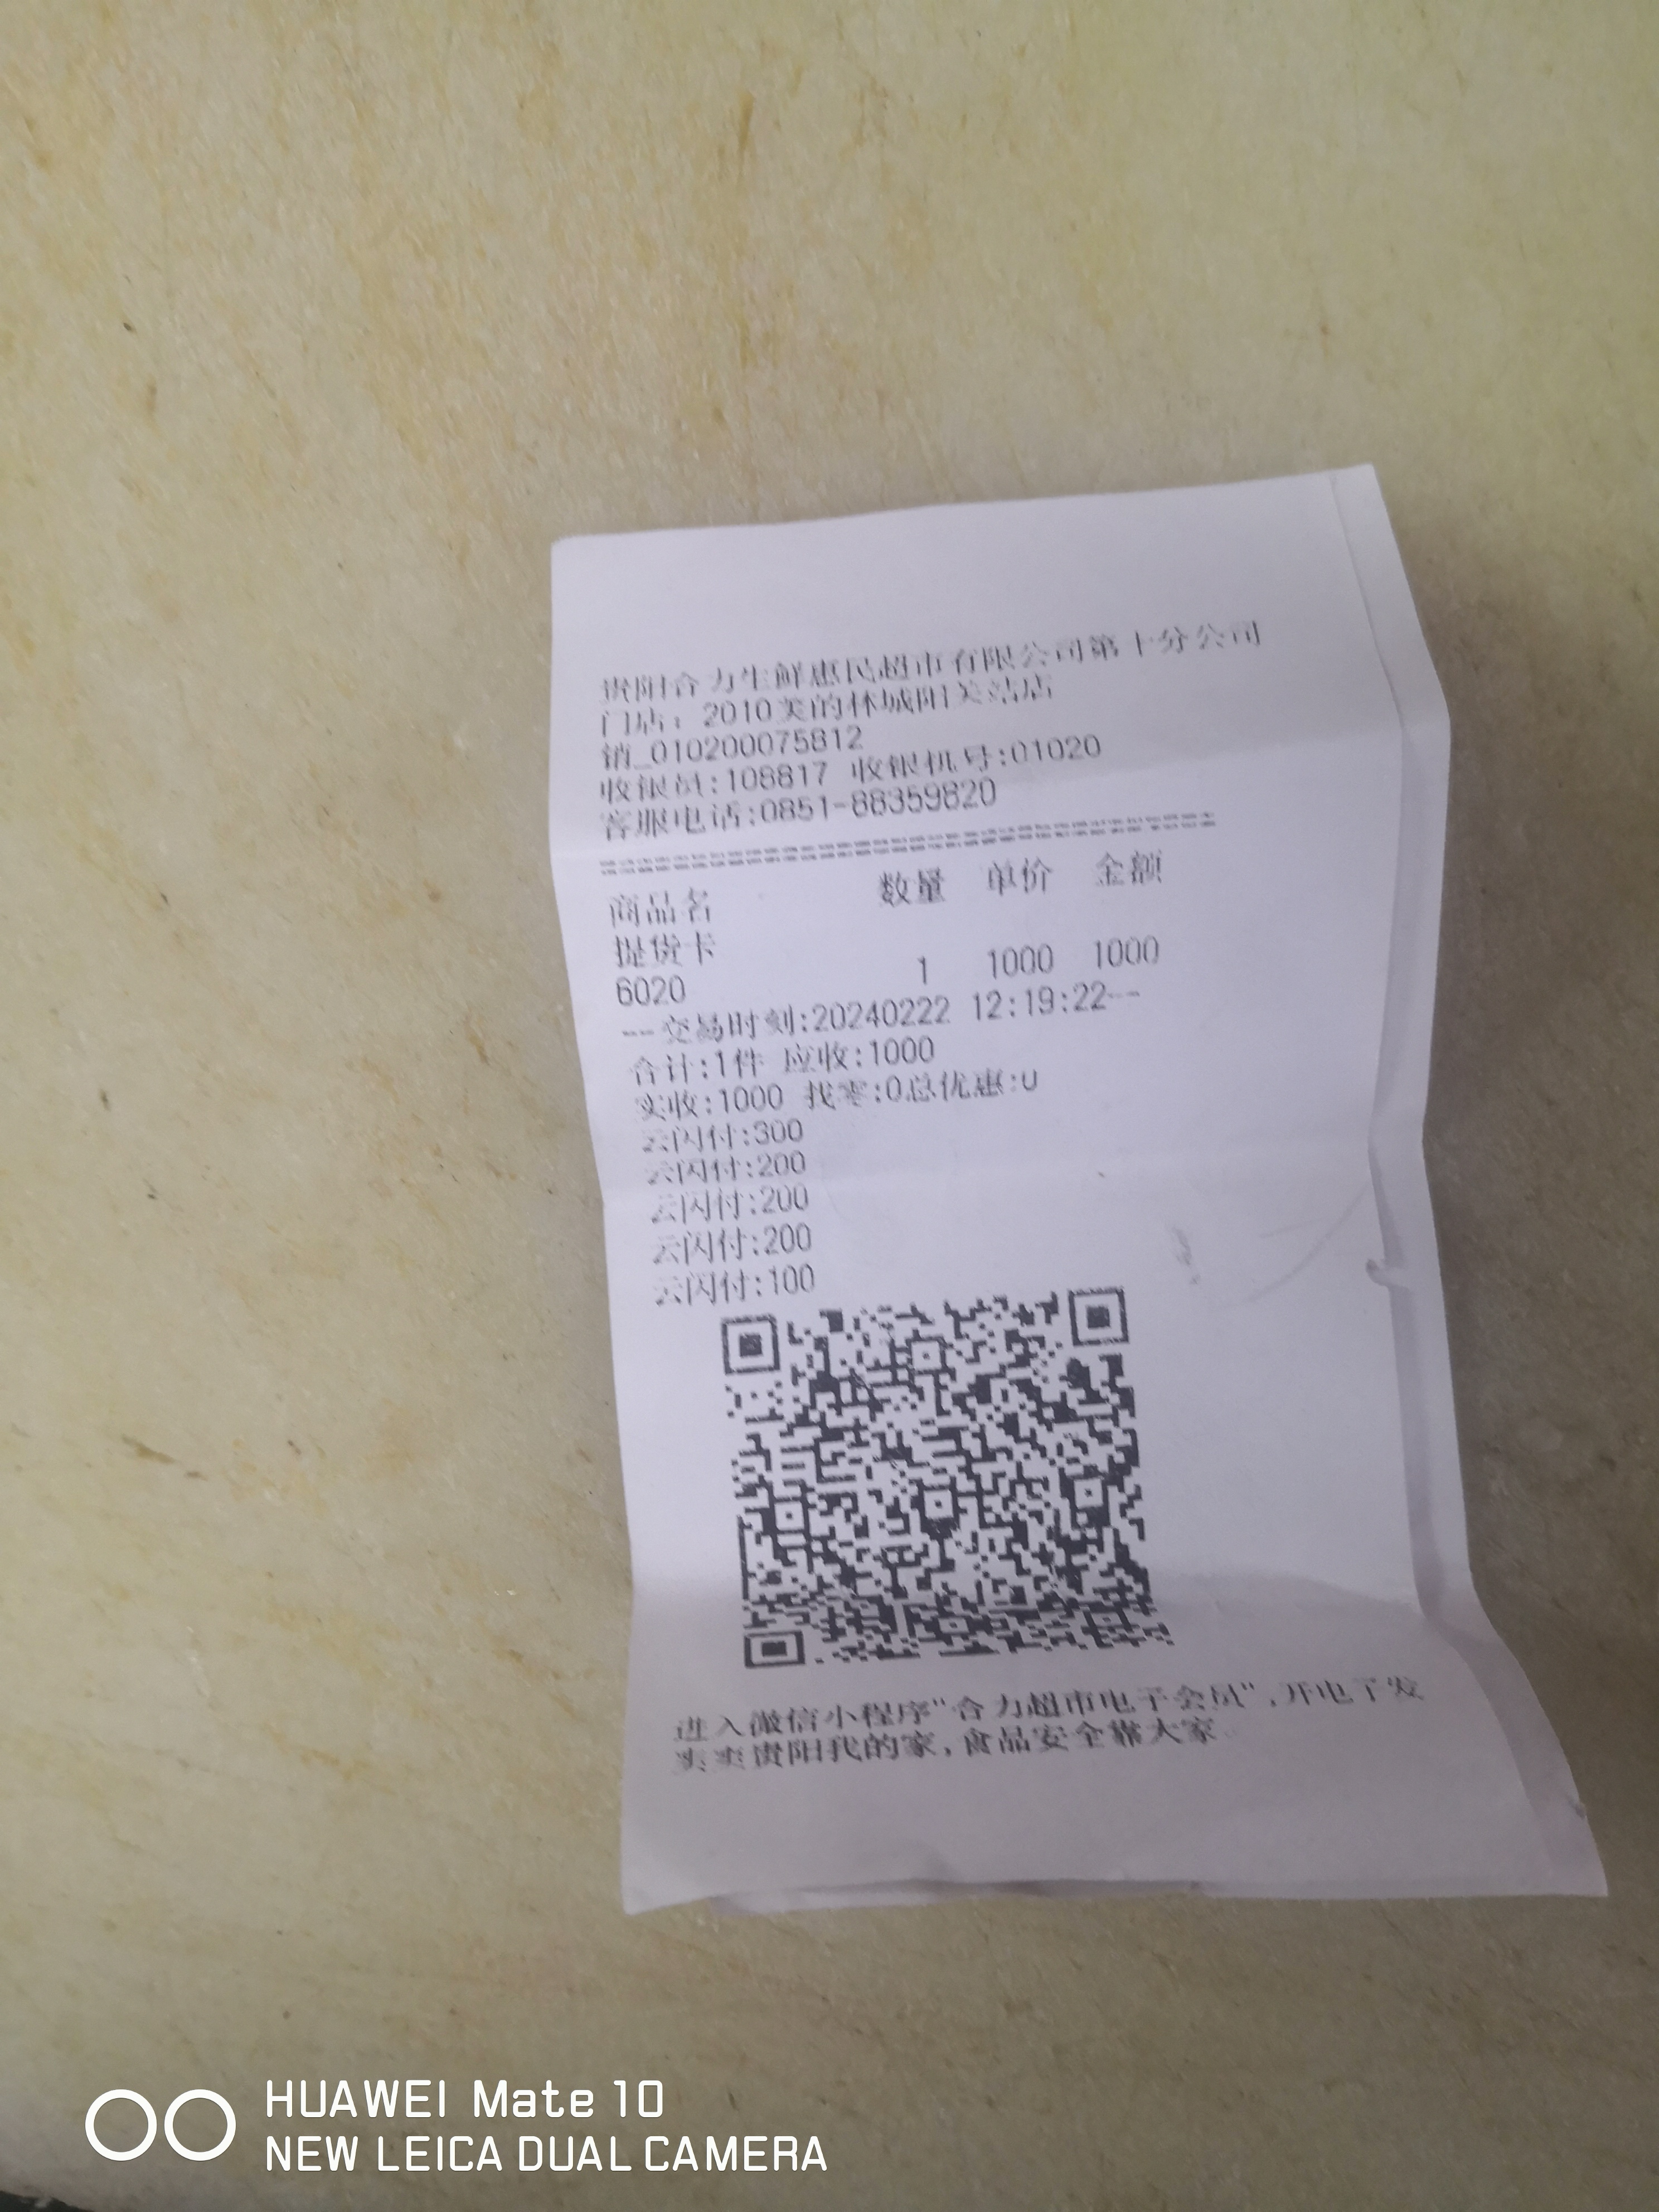 贵阳合力生鲜惠民超市有限公司第十分公司
门店：2010美的林城阳关站店
销_010200075812
收银员:108817 收银机号:01020
客服电话:0851-88359820
商品名 数量 单价 金额
提货卡
6020 1 1000 1000
--交易时刻:20240222 12:19:22--
合计:1件 应收:1000
实收:1000 找零:0总优惠:0
云闪付:300
云闪付:200
云闪付:200
云闪付:200
云闪付:100
进入微信小程序"合力超市电子会员",开电子发
爽爽贵阳我的家,食品安全靠大家
HUAWEI Mate 10
NEW LEICA DUAL CAMERA